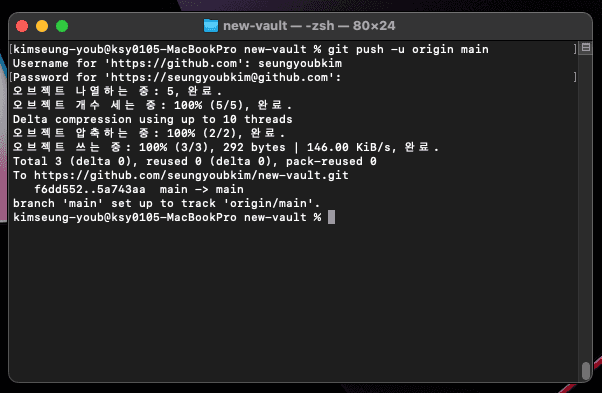 new-vault — -zsh — 80×24
[kimseung-youb@ksy0105-MacBookPro new-vault % git push -u origin main ]
Username for 'https://github.com': seungyoubkim
[Password for 'https://seungyoubkim@github.com': ]
오브젝트 나열하는 중: 5, 완료.
오브젝트 개수 세는 중: 100% (5/5), 완료.
Delta compression using up to 10 threads
오브젝트 압축하는 중: 100% (2/2), 완료.
오브젝트 쓰는 중: 100% (3/3), 292 bytes | 146.00 KiB/s, 완료.
Total 3 (delta 0), reused 0 (delta 0), pack-reused 0
To https://github.com/seungyoubkim/new-vault.git
   f6dd552..5a743aa  main -> main
branch 'main' set up to track 'origin/main'.
kimseung-youb@ksy0105-MacBookPro new-vault %